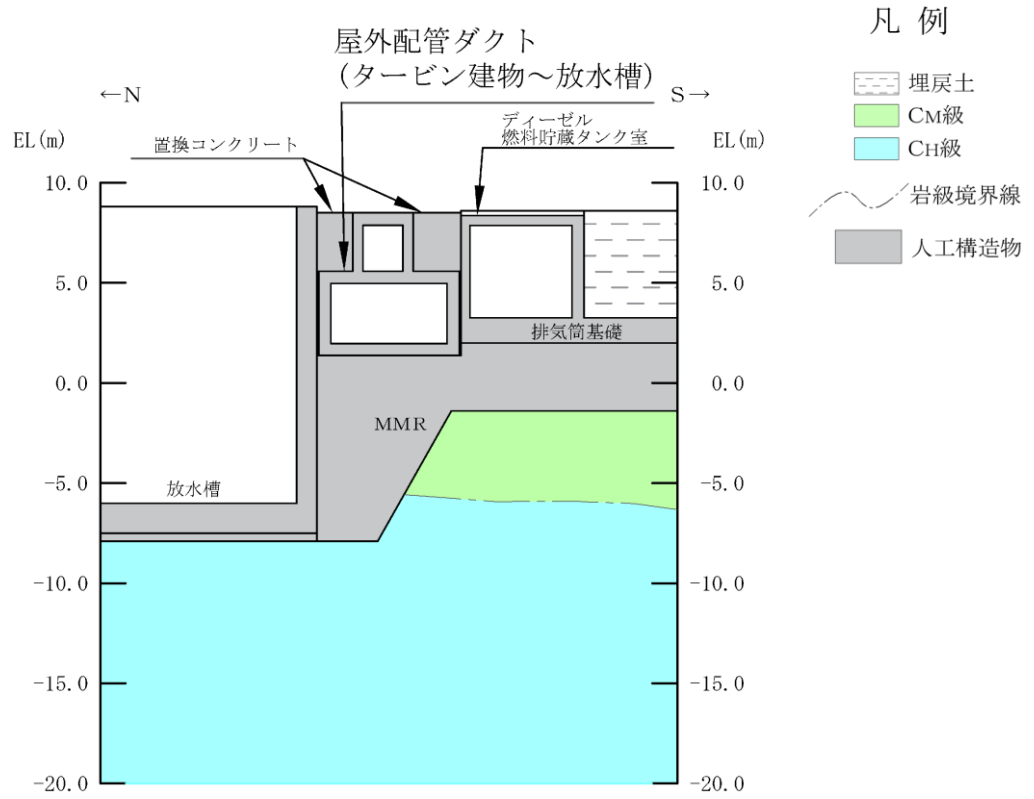 凡 例
屋外配管ダクト
(タービン建物～放水槽)
←N
S→
埋戻土
CM級
CH級
岩級境界線
人工構造物
EL(m)
置換コンクリート
ディーゼル
燃料貯蔵タンク室
EL(m)
10.0
10.0
5.0
5.0
排気筒基礎
0.0
0.0
MMR
-5.0
放水槽
-5.0
-10.0
-10.0
-15.0
-15.0
-20.0
-20.0